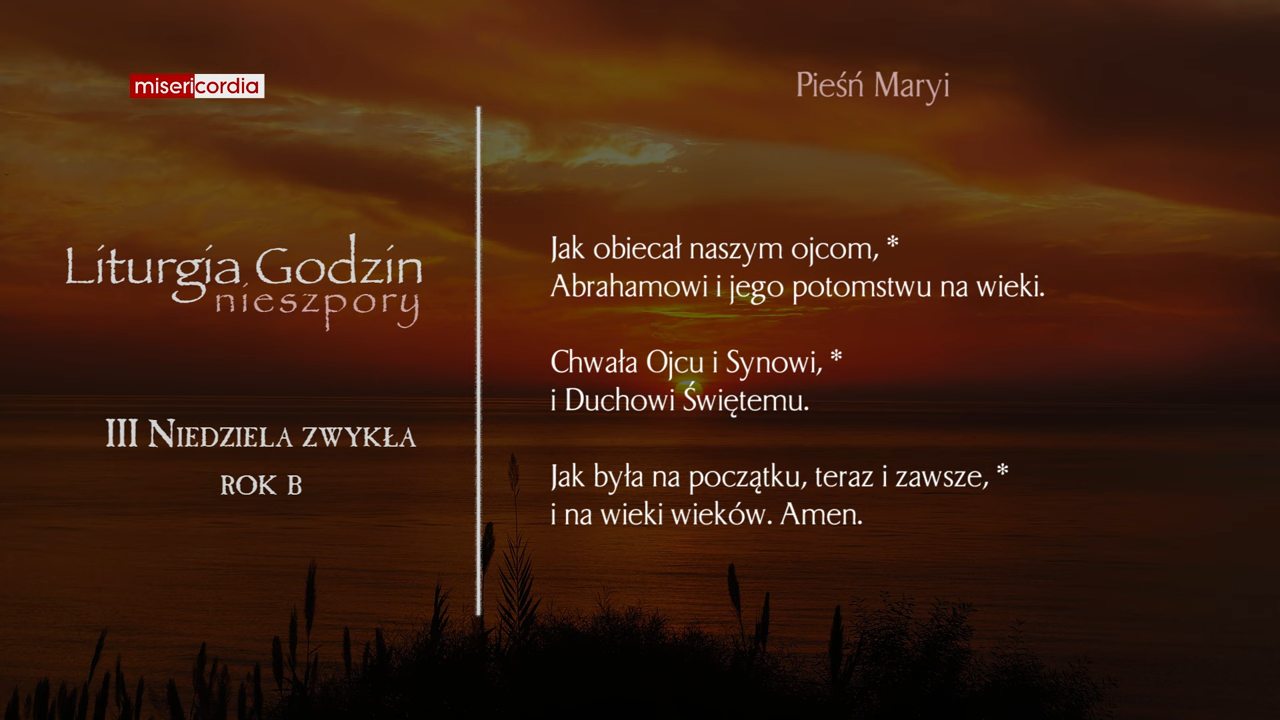 misericordia
Pieśń Maryi
Liturgia Godzin
nieszpory
III Niedziela zwykła
rok B
Jak obiecał naszym ojcom, *
Abrahamowi i jego potomstwu na wieki.
Chwała Ojcu i Synowi, *
i Duchowi Świętemu.
Jak była na początku, teraz i zawsze, *
i na wieki wieków. Amen.